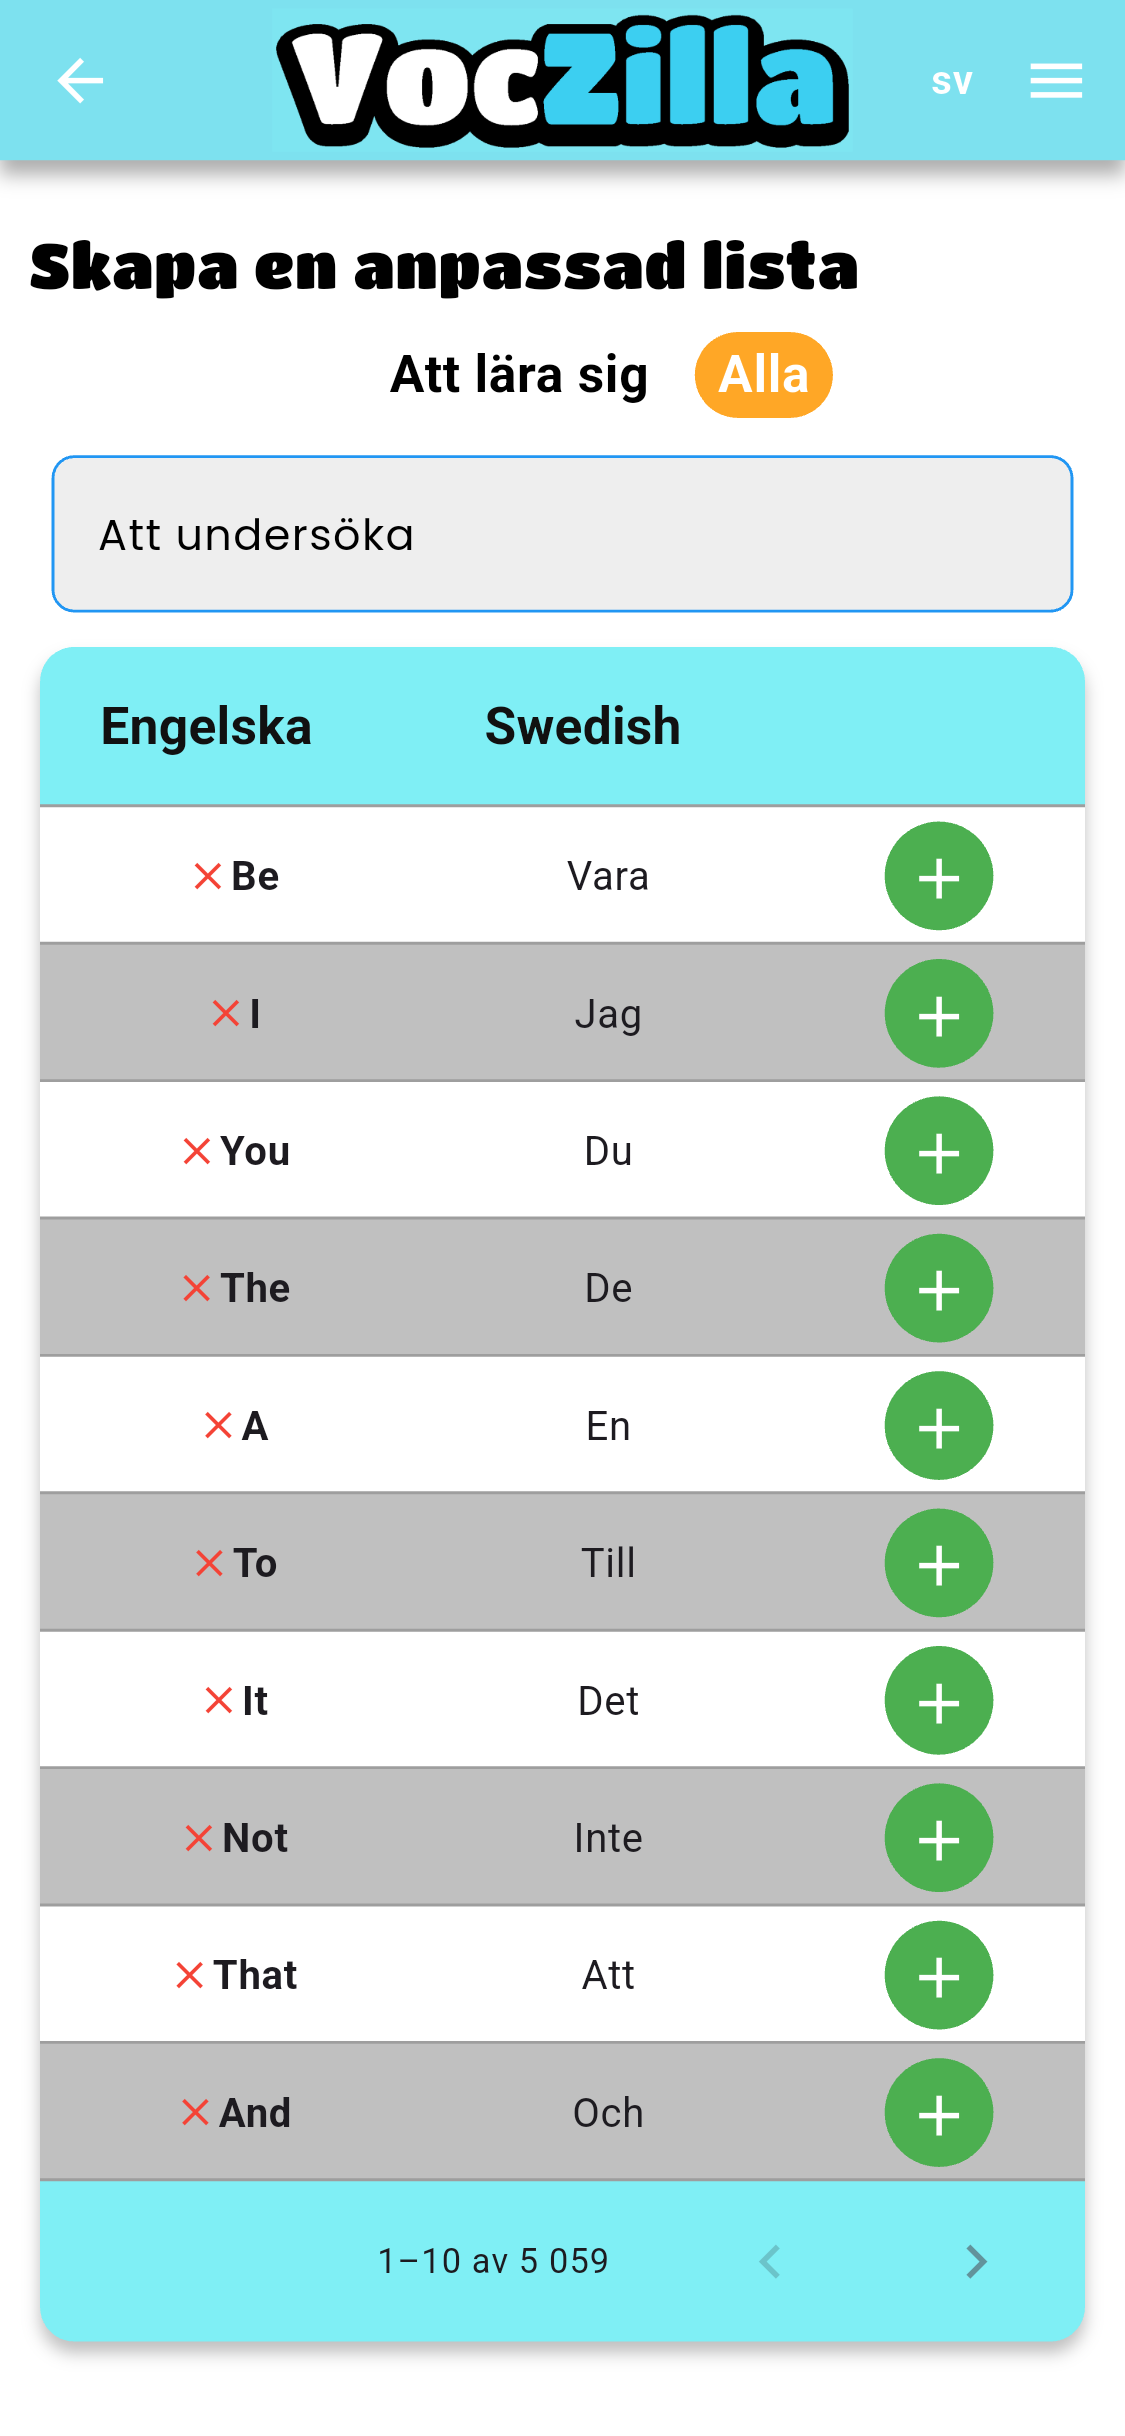 VocZilla
sv
Skapa en anpassad lista
Att lära sig Alla
Att undersöka
Engelska Swedish
Be Vara
I Jag
You Du
The De
A En
To Till
It Det
Not Inte
That Att
And Och
1–10 av 5 059